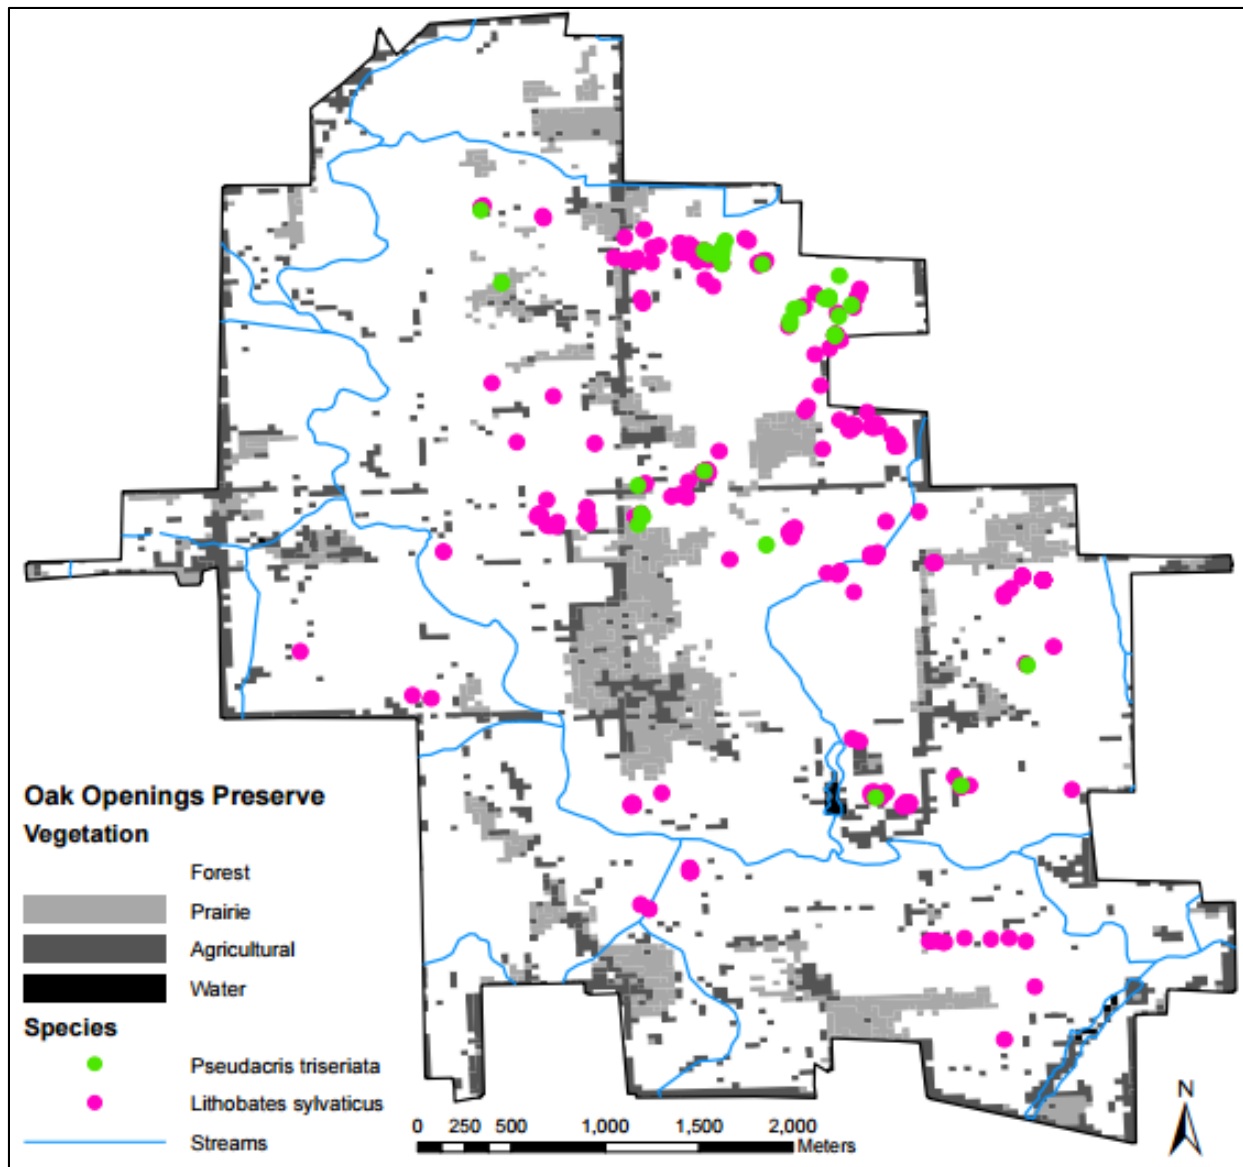 Oak Openings Preserve
Vegetation
Forest
Prairie
Agricultural
Water
Species
Pseudacris triseriata
Lithobates sylvaticus
Streams
0 250 500 1,000 1,500 2,000
Meters
N